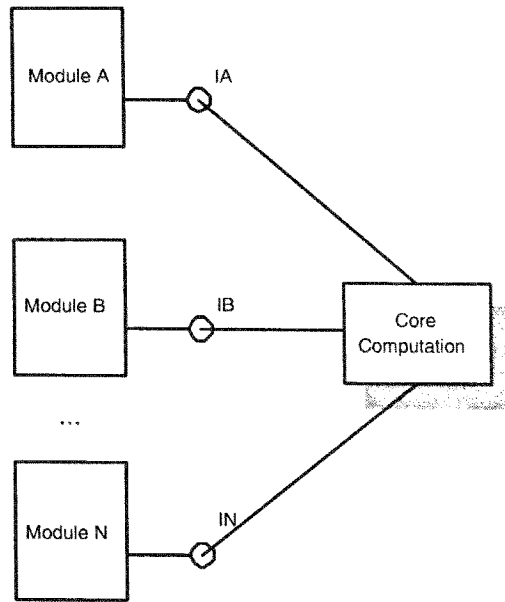 Module A
IA
Module B
IB
Core
Computation
...
Module N
IN